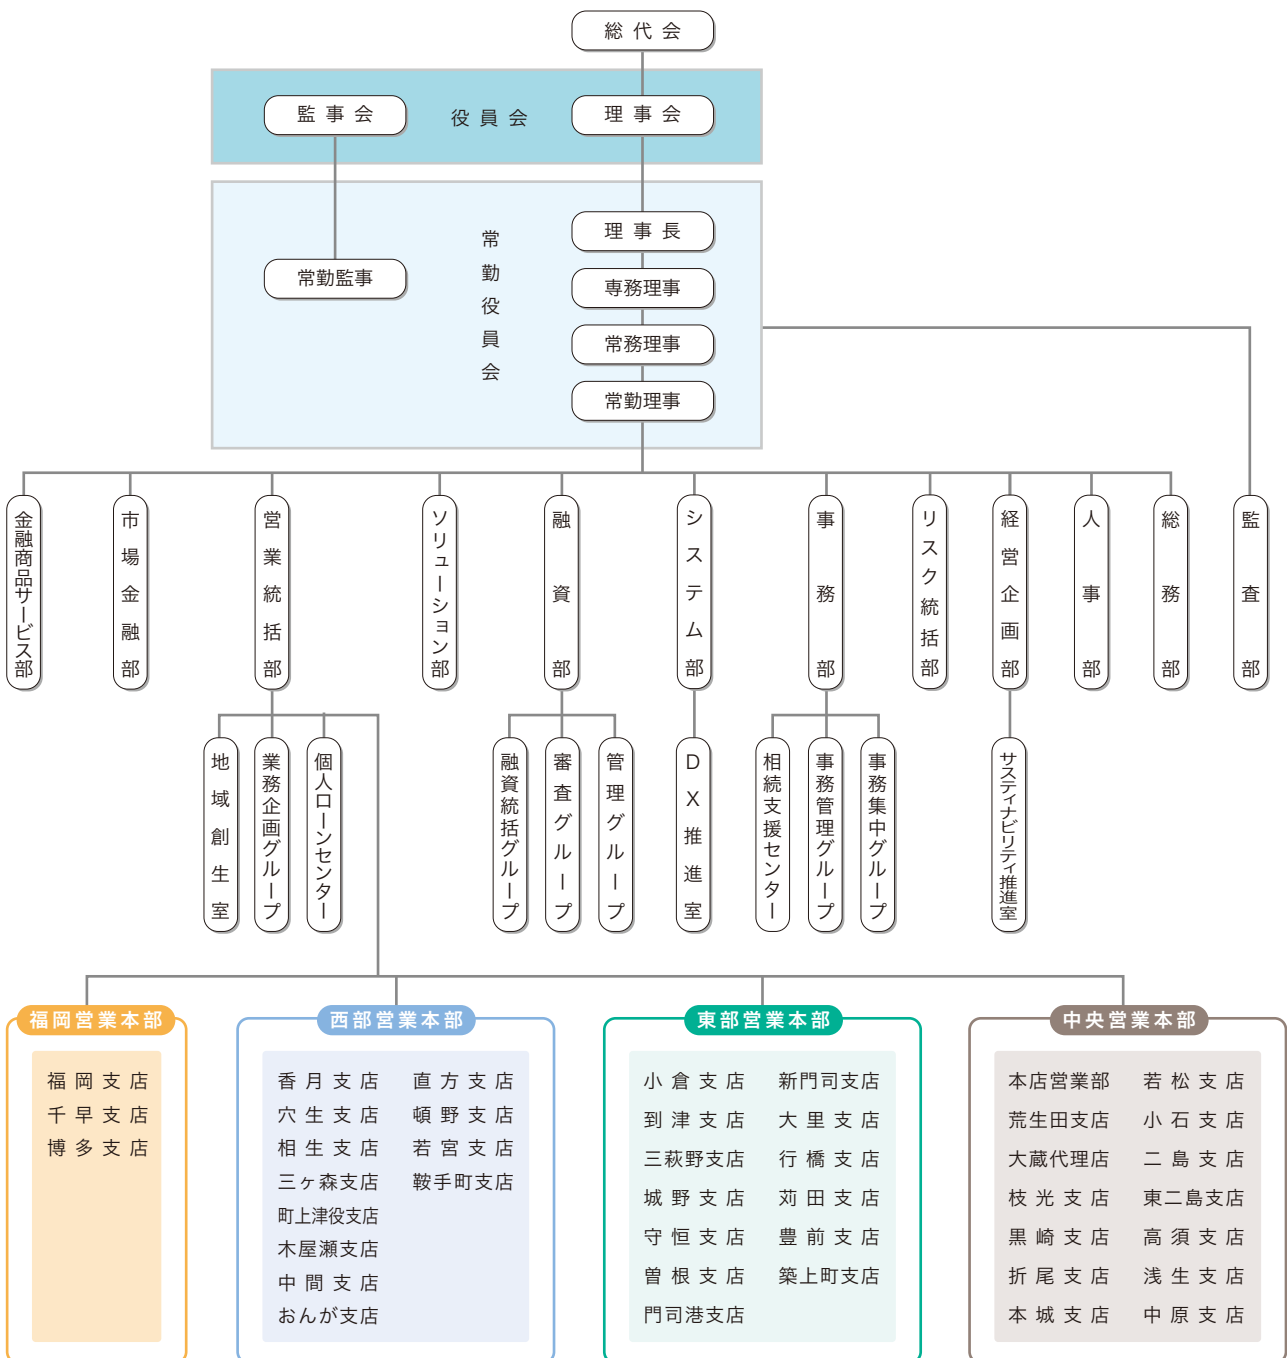 総代会
監事会
役員会
理事会
常勤役員会
理事長
常勤監事
専務理事
常務理事
常勤理事
金融商品サービス部
市場金融部
営業統括部
ソリューション部
融資部
システム部
事務部
リスク統括部
経営企画部
人事部
総務部
監査部
地域創生室
業務企画グループ
個人ローンセンター
融資統括グループ
審査グループ
管理グループ
DX推進室
相続支援センター
事務管理グループ
事務集中グループ
サスティナビリティ推進室
福岡営業本部
福岡支店
千早支店
博多支店
西部営業本部
香月支店
穴生支店
相生支店
三ヶ森支店
町上津役支店
木屋瀬支店
中間支店
おんが支店
直方支店
頓野支店
若宮支店
鞍手町支店
東部営業本部
小倉支店
到津支店
三萩野支店
城野支店
守恒支店
曽根支店
門司港支店
新門司支店
大里支店
行橋支店
苅田支店
豊前支店
築上町支店
中央営業本部
本店営業部
荒生田支店
大蔵代理店
枝光支店
黒崎支店
折尾支店
本城支店
若松支店
小石支店
二島支店
東二島支店
高須支店
浅生支店
中原支店